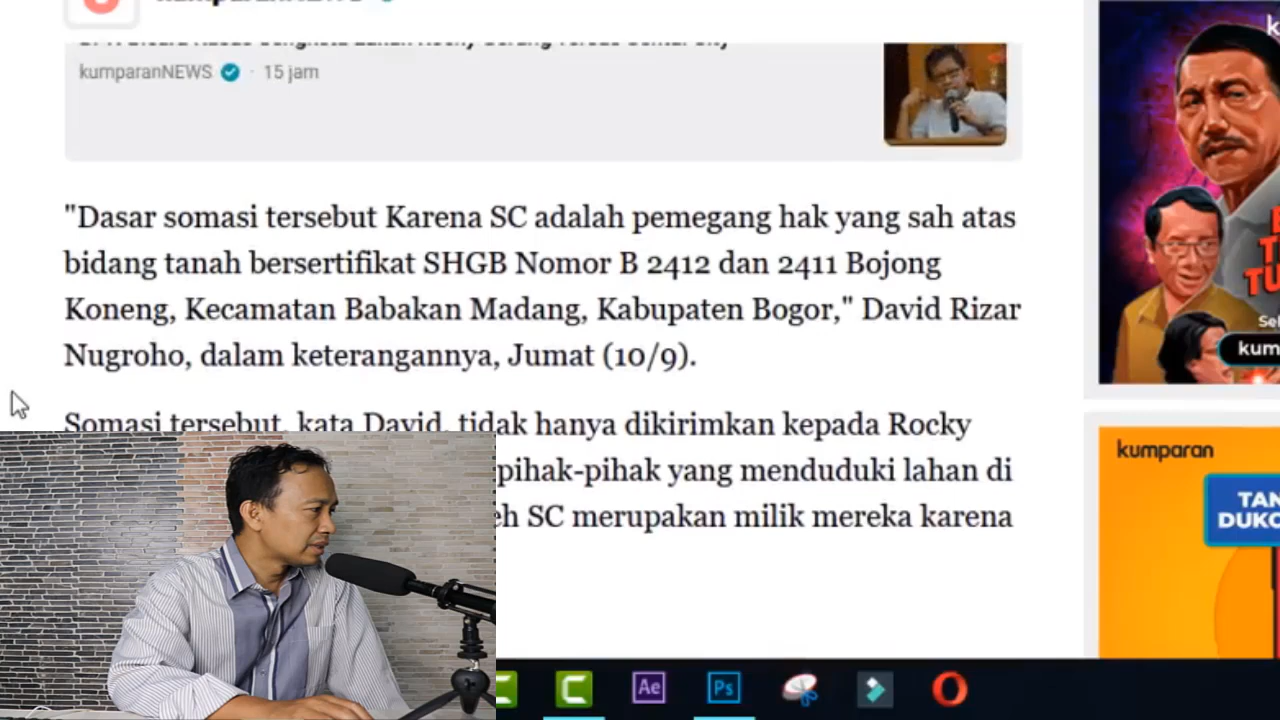 kumparanNEWS · 15 jam
"Dasar somasi tersebut Karena SC adalah pemegang hak yang sah atas
bidang tanah bersertifikat SHGB Nomor B 2412 dan 2411 Bojong
Koneng, Kecamatan Babakan Madang, Kabupaten Bogor," David Rizar
Nugroho, dalam keterangannya, Jumat (10/9).
Somasi tersebut, kata David, tidak hanya dikirimkan kepada Rocky
pihak-pihak yang menduduki lahan di
SC merupakan milik mereka karena
kumparan
Ae
Ps